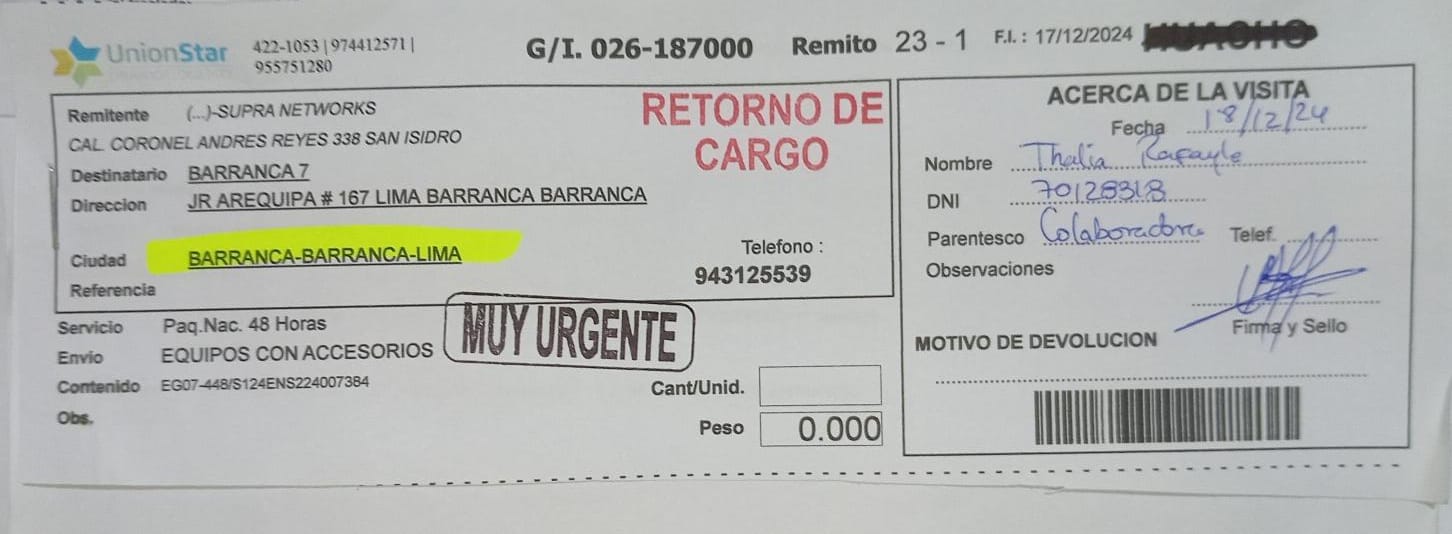 UnionStar 422-1053 | 974412571 |
955751280
G/I. 026-187000 Remito 23 - 1 F.I. : 17/12/2024 HUACHO
Remitente (...)-SUPRA NETWORKS
CAL. CORONEL ANDRES REYES 338 SAN ISIDRO
Destinatario BARRANCA 7
Direccion JR AREQUIPA # 167 LIMA BARRANCA BARRANCA
Ciudad BARRANCA-BARRANCA-LIMA
Referencia
RETORNO DE
CARGO
Telefono :
943125539
Servicio Paq.Nac. 48 Horas
Envio EQUIPOS CON ACCESORIOS
Contenido EG07-448/S124ENS224007384
Obs.
MUY URGENTE
Cant/Unid.
Peso 0.000
ACERCA DE LA VISITA
Fecha 18/12/24
Nombre Thalia Rafayle
DNI 70128318
Parentesco Colaboradora Telef.
Observaciones
Firma y Sello
MOTIVO DE DEVOLUCION